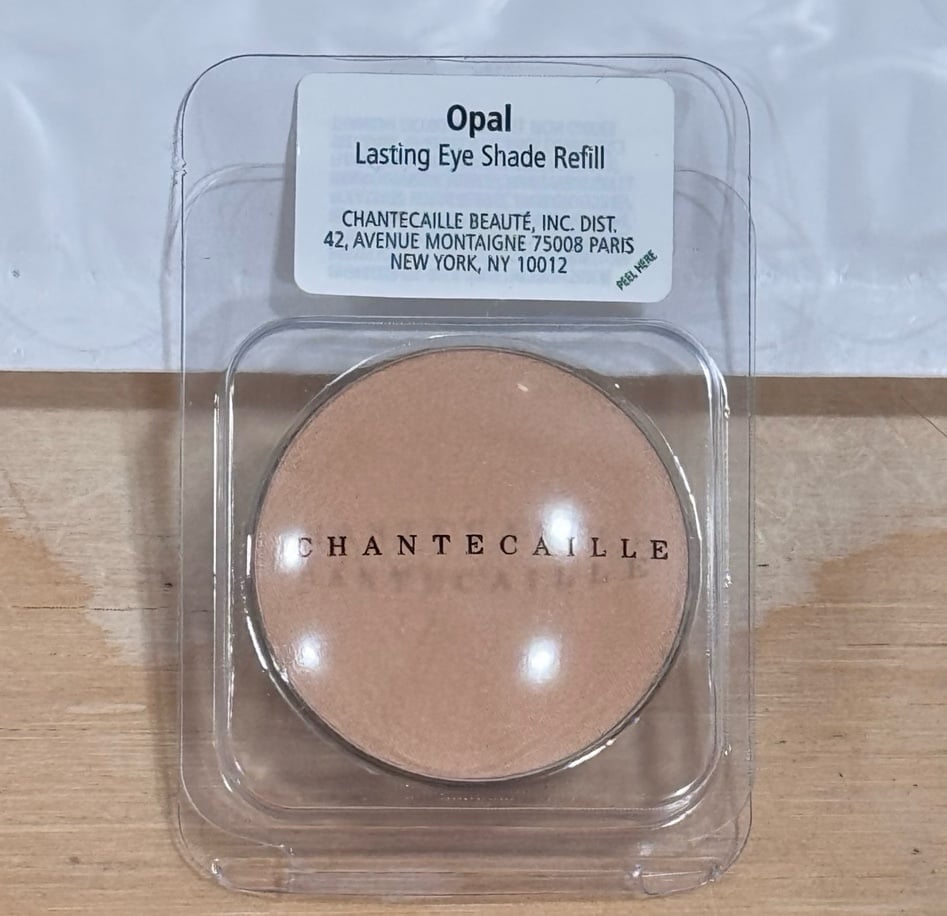 Opal
Lasting Eye Shade Refill
CHANTECAILLE BEAUTÉ, INC. DIST.
42, AVENUE MONTAIGNE 75008 PARIS
NEW YORK, NY 10012
PEEL HERE
CHANTECAILLE